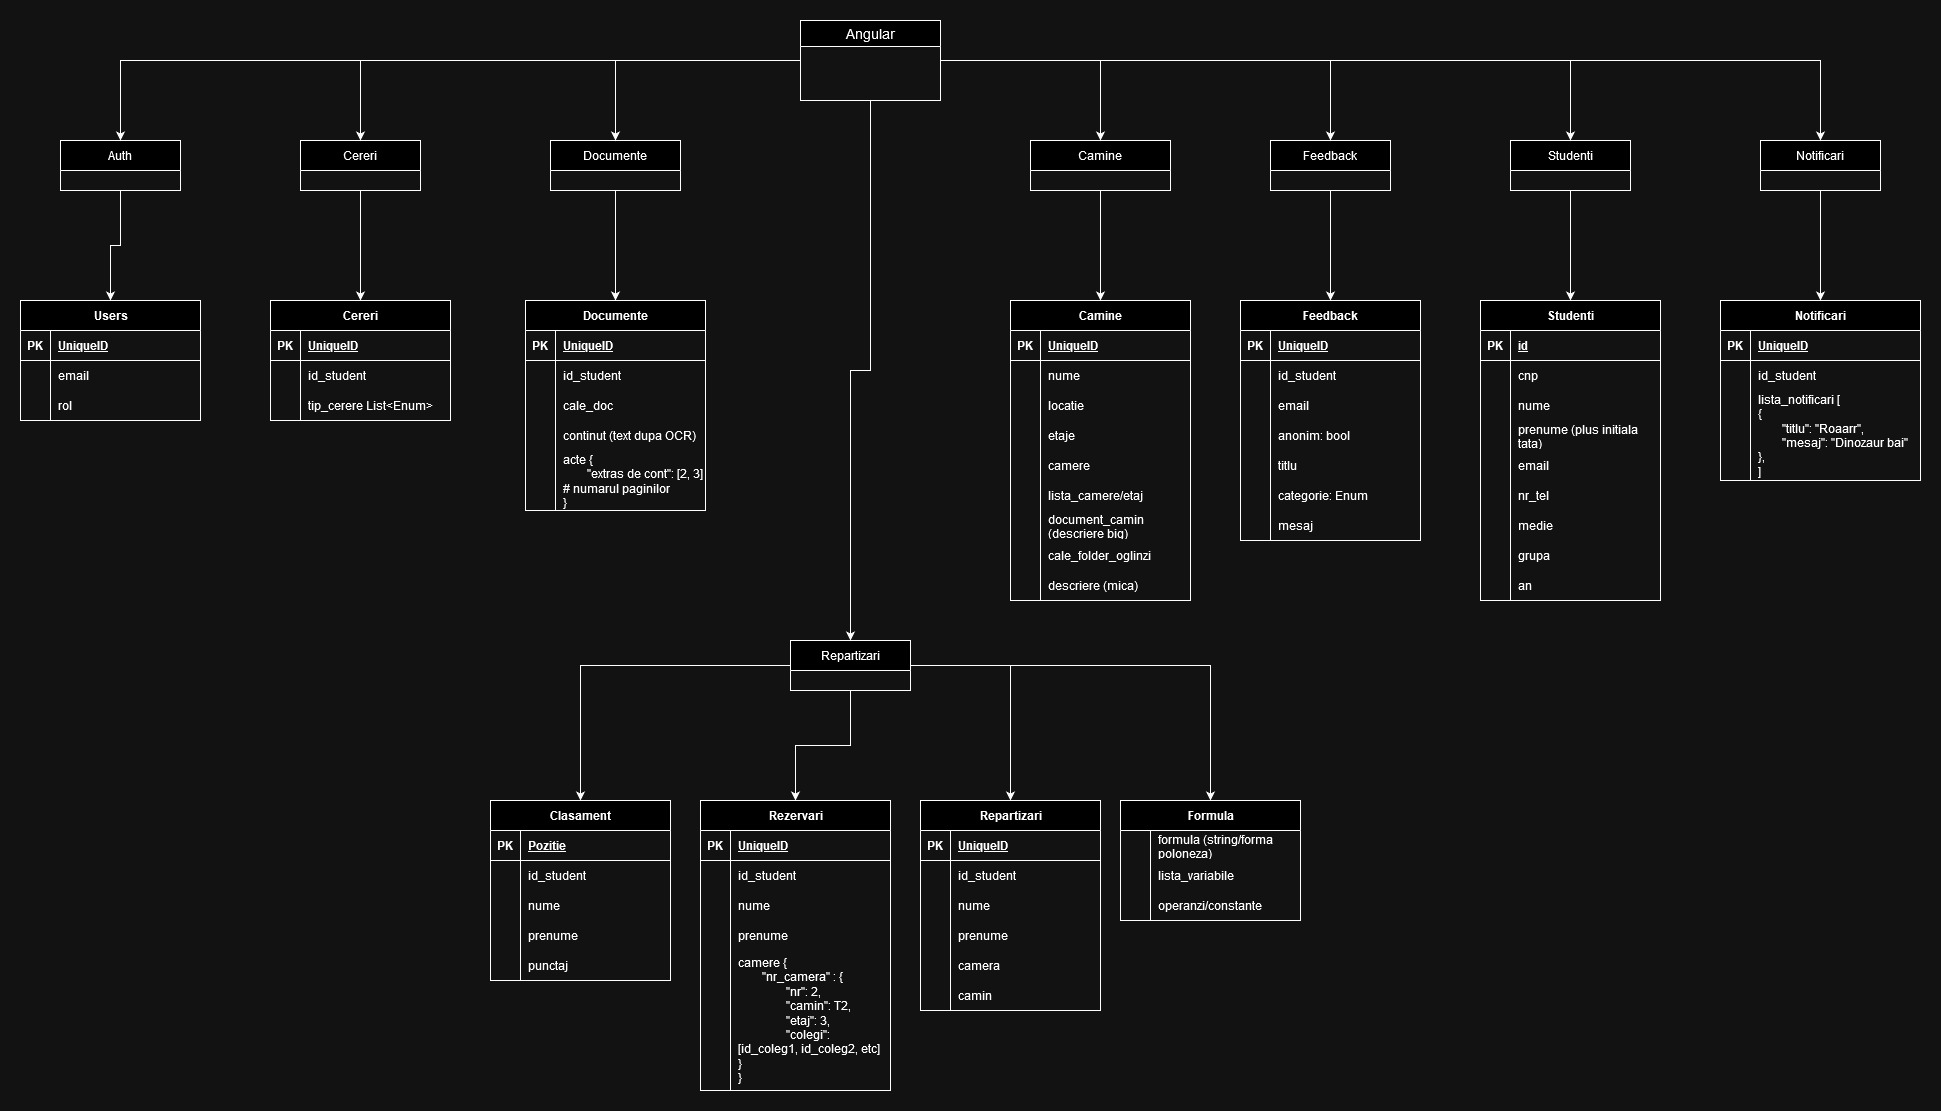 Angular
Auth
Cereri
Documente
Camine
Feedback
Studenti
Notificari
Users
PK UniqueID
email
rol
Cereri
PK UniqueID
id_student
tip_cerere List<Enum>
Documente
PK UniqueID
id_student
cale_doc
continut (text dupa OCR)
acte {
"extras de cont": [2, 3]
# numarul paginilor
}
Camine
PK UniqueID
nume
locatie
etaje
camere
lista_camere/etaj
document_camin
(descriere big)
cale_folder_oglinzi
descriere (mica)
Feedback
PK UniqueID
id_student
email
anonim: bool
titlu
categorie: Enum
mesaj
Studenti
PK id
cnp
nume
prenume (plus initiala
tata)
email
nr_tel
medie
grupa
an
Notificari
PK UniqueID
id_student
lista_notificari [
{
"titlu": "Roaarr",
"mesaj": "Dinozaur bai"
},
]
Repartizari
Clasament
PK Pozitie
id_student
nume
prenume
punctaj
Rezervari
PK UniqueID
id_student
nume
prenume
camere {
"nr_camera" : {
"nr": 2,
"camin": T2,
"etaj": 3,
"colegi":
[id_coleg1, id_coleg2, etc]
}
}
Repartizari
PK UniqueID
id_student
nume
prenume
camera
camin
Formula
formula (string/forma
poloneza)
lista_variabile
operanzi/constante